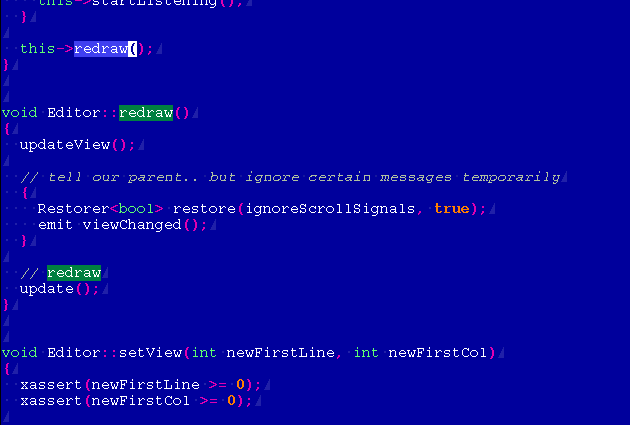 this->startListening();
  }

  this->redraw();
}


void Editor::redraw()
{
  updateView();

  // tell our parent.. but ignore certain messages temporarily
  {
    Restorer<bool> restore(ignoreScrollSignals, true);
    emit viewChanged();
  }

  // redraw
  update();
}


void Editor::setView(int newFirstLine, int newFirstCol)
{
  xassert(newFirstLine >= 0);
  xassert(newFirstCol >= 0);